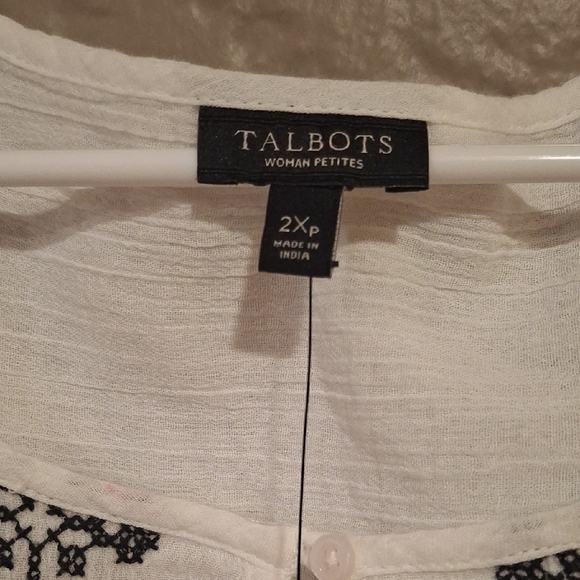 TALBOTS
WOMAN PETITES
2Xp
MADE IN
INDIA